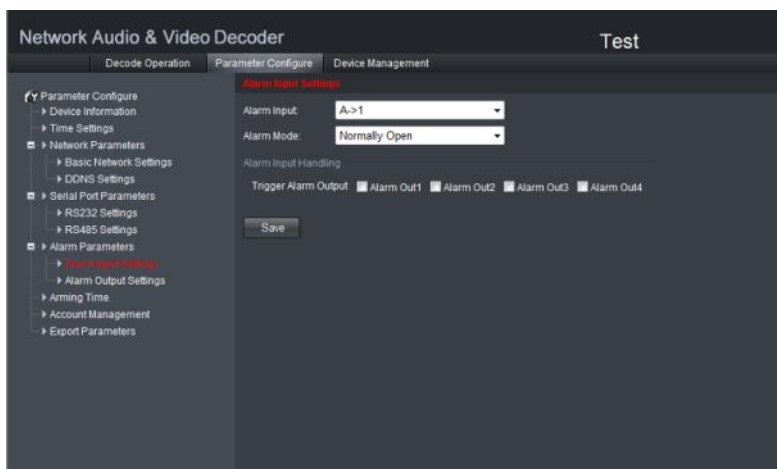 Network Audio & Video Decoder
Test
Decode Operation Parameter Configure Device Management
Parameter Configure
Device Information
Time Settings
Network Parameters
Basic Network Settings
DDNS Settings
Serial Port Parameters
RS232 Settings
RS485 Settings
Alarm Parameters
Alarm Input Settings
Alarm Output Settings
Arming Time
Account Management
Export Parameters
Alarm Input Settings
Alarm Input: A->1
Alarm Mode: Normally Open
Alarm Input Handling
Trigger Alarm Output Alarm Out1 Alarm Out2 Alarm Out3 Alarm Out4
Save